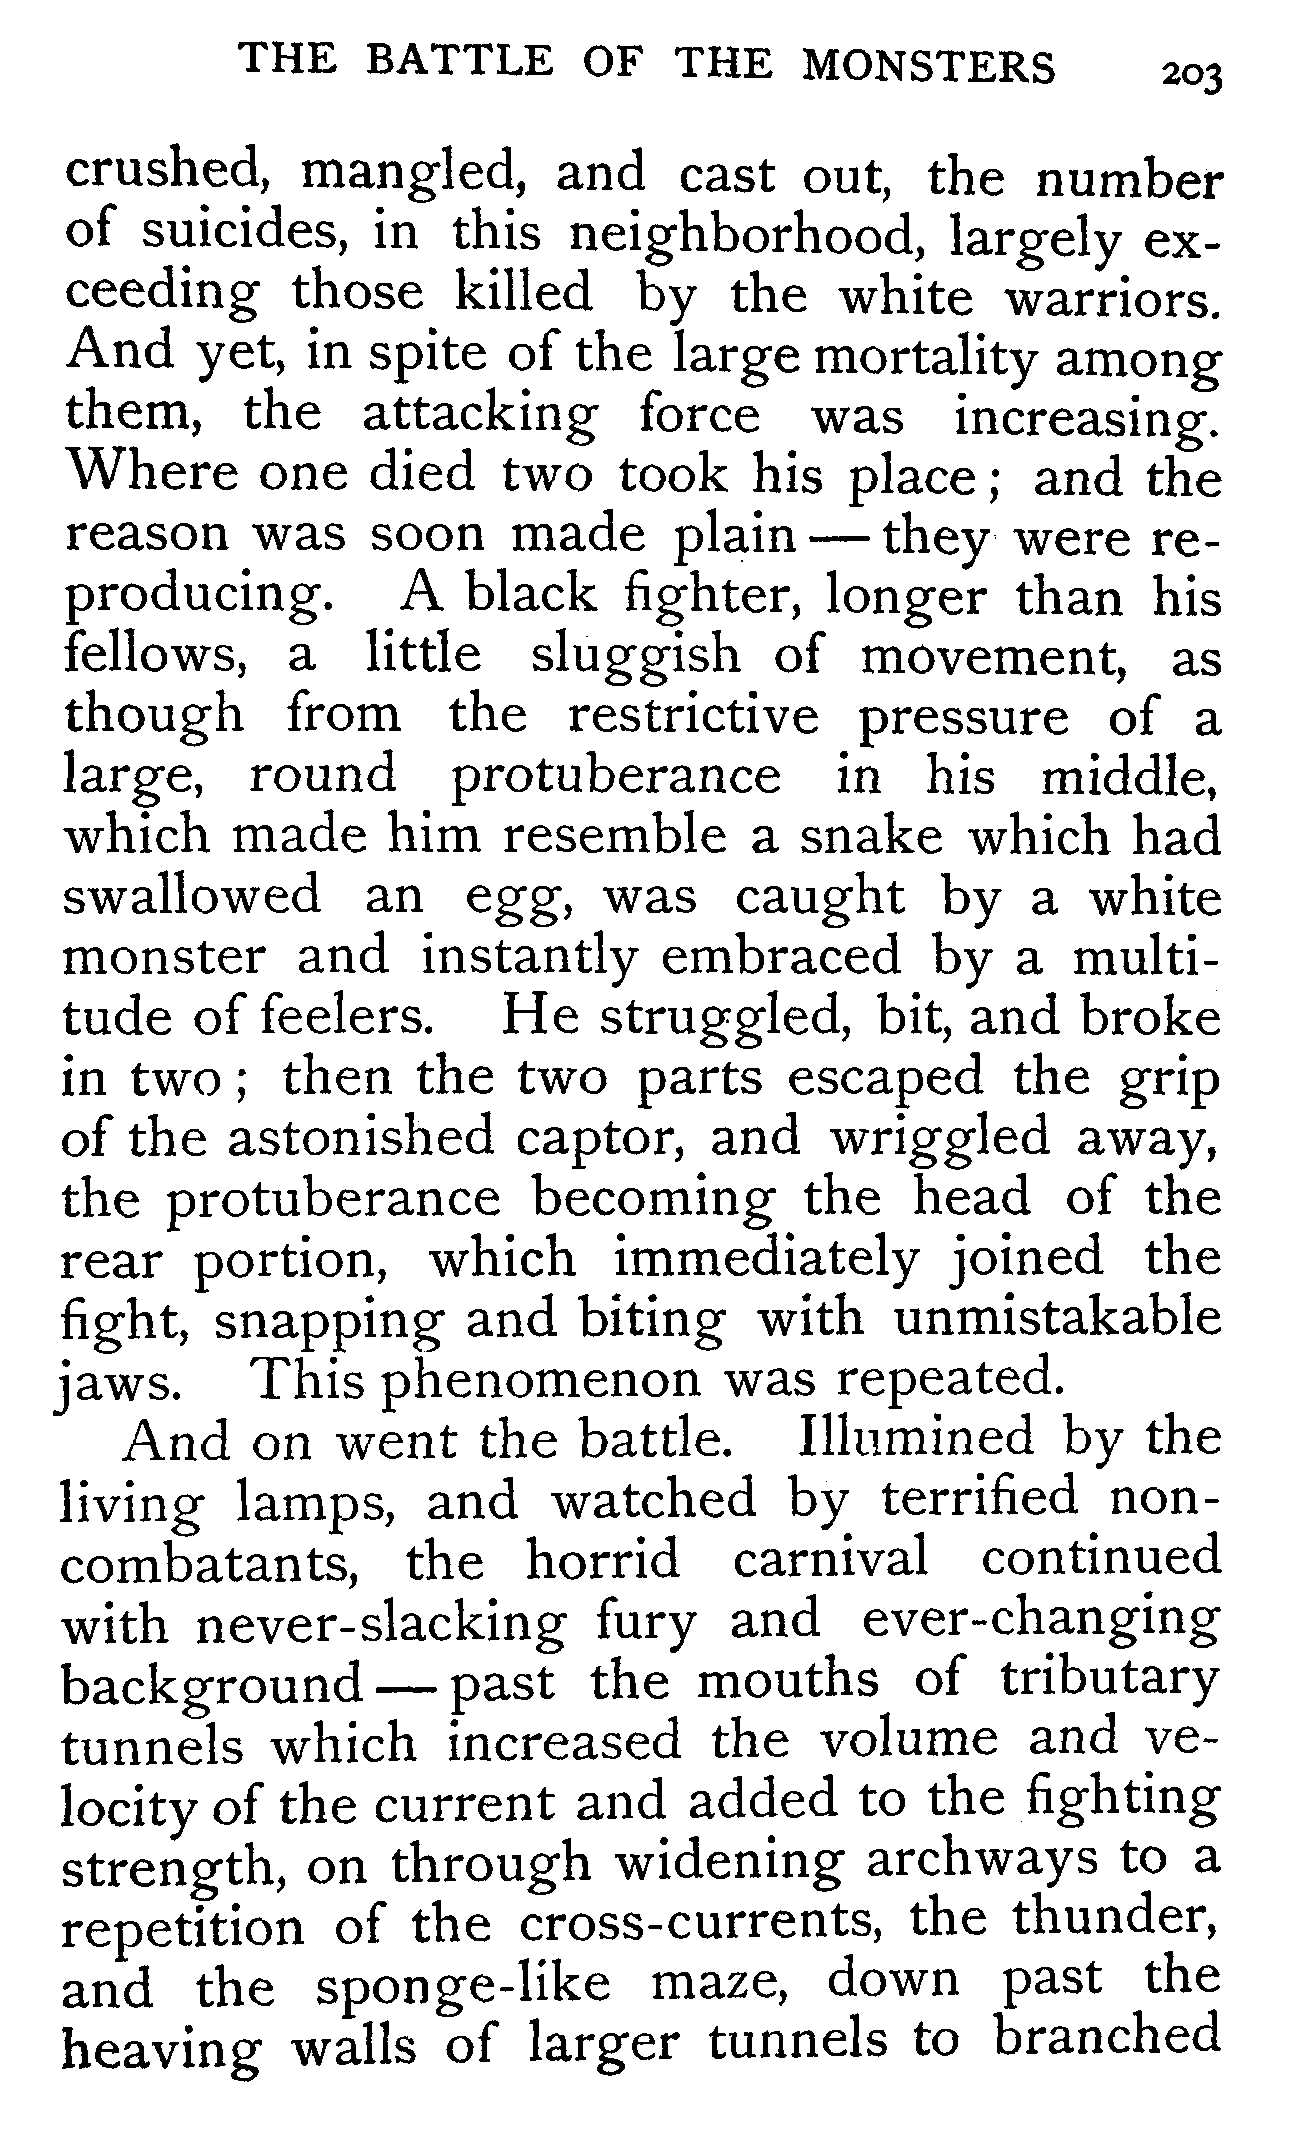 THE BATTLE OF THE MONSTERS 203
crushed, mangled, and cast out, the number
of suicides, in this neighborhood, largely ex-
ceeding those killed by the white warriors.
And yet, in spite of the large mortality among
them, the attacking force was increasing.
Where one died two took his place; and the
reason was soon made plain — they were re-
producing. A black fighter, longer than his
fellows, a little sluggish of movement, as
though from the restrictive pressure of a
large, round protuberance in his middle,
which made him resemble a snake which had
swallowed an egg, was caught by a white
monster and instantly embraced by a multi-
tude of feelers. He struggled, bit, and broke
in two; then the two parts escaped the grip
of the astonished captor, and wriggled away,
the protuberance becoming the head of the
rear portion, which immediately joined the
fight, snapping and biting with unmistakable
jaws. This phenomenon was repeated.
And on went the battle. Illumined by the
living lamps, and watched by terrified non-
combatants, the horrid carnival continued
with never-slacking fury and ever-changing
background — past the mouths of tributary
tunnels which increased the volume and ve-
locity of the current and added to the fighting
strength, on through widening archways to a
repetition of the cross-currents, the thunder,
and the sponge-like maze, down past the
heaving walls of larger tunnels to branched